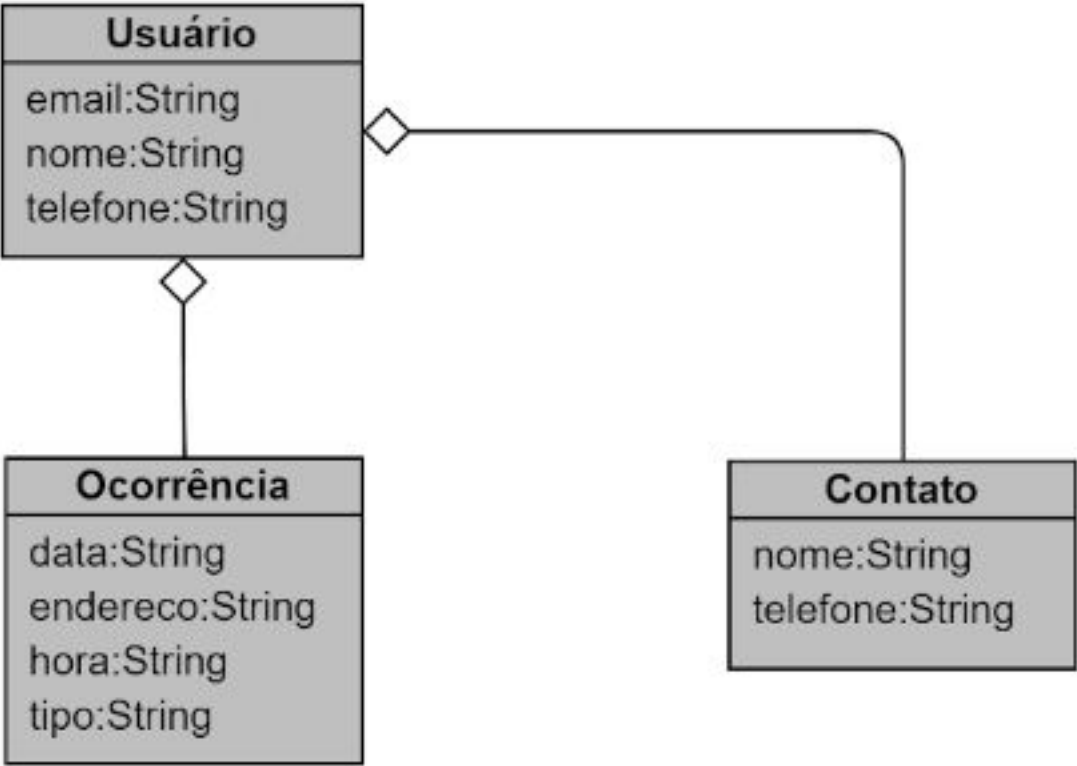 Usuário
email:String
nome:String
telefone:String
Ocorrência
data:String
endereco:String
hora:String
tipo:String
Contato
nome:String
telefone:String